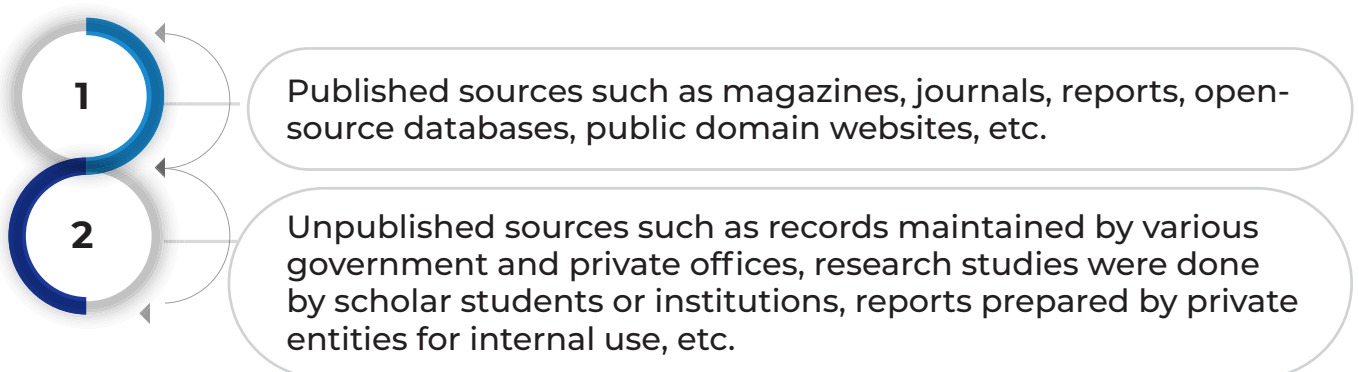 1
Published sources such as magazines, journals, reports, open-
source databases, public domain websites, etc.
2
Unpublished sources such as records maintained by various
government and private offices, research studies were done
by scholar students or institutions, reports prepared by private
entities for internal use, etc.